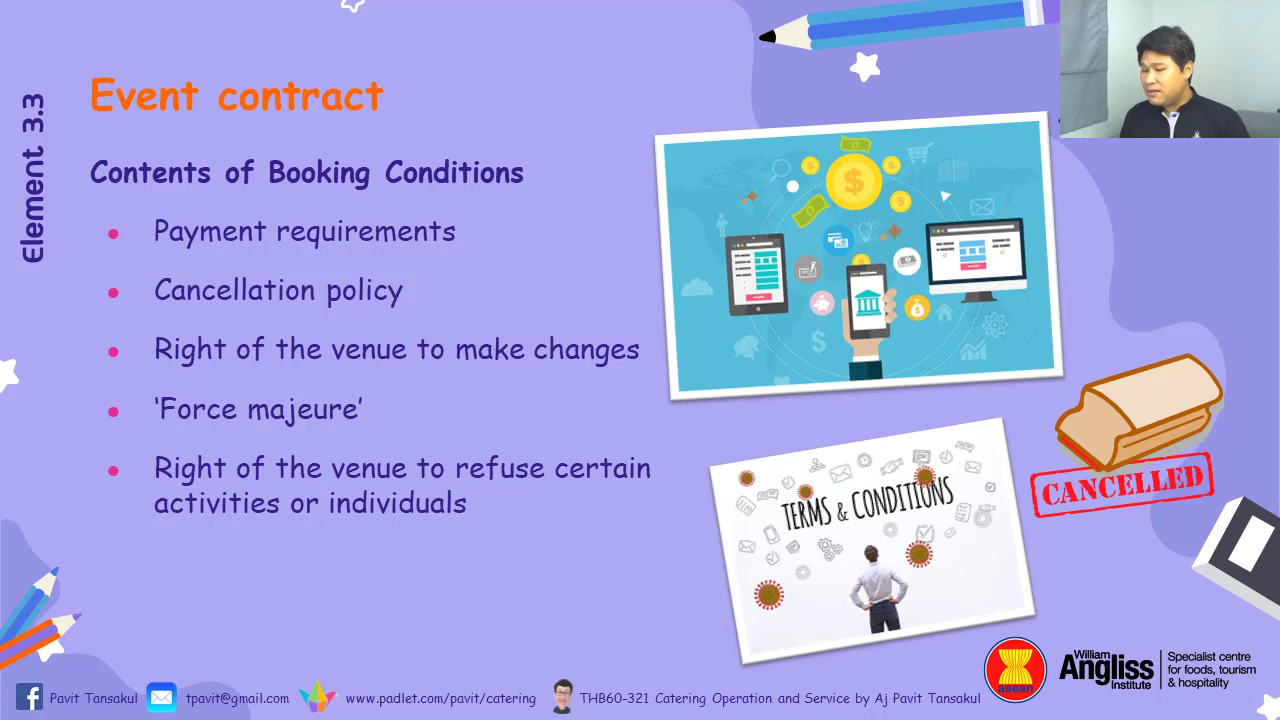 Element 3.3
Event contract
Contents of Booking Conditions
Payment requirements
Cancellation policy
Right of the venue to make changes
‘Force majeure’
Right of the venue to refuse certain
activities or individuals
TERMS & CONDITIONS
CANCELLED
Pavit Tansakul
tpavit@gmail.com
www.padlet.com/pavit/catering
THB60-321 Catering Operation and Service by Aj Pavit Tansakul
asean
William
Angliss
Institute
Specialist centre
for foods, tourism
& hospitality